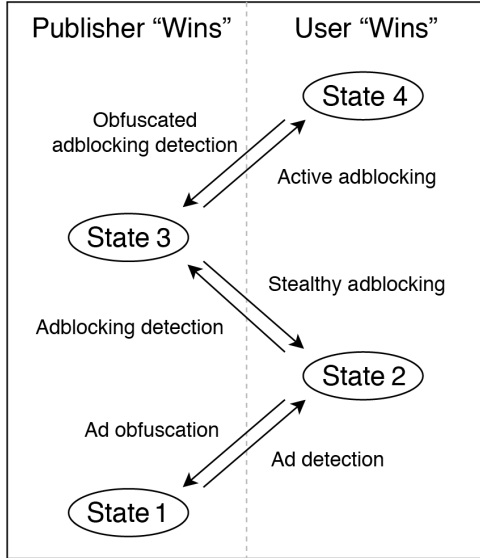 Publisher “Wins”
User “Wins”
State 4
Obfuscated
adblocking detection
Active adblocking
State 3
Stealthy adblocking
Adblocking detection
State 2
Ad obfuscation
Ad detection
State 1